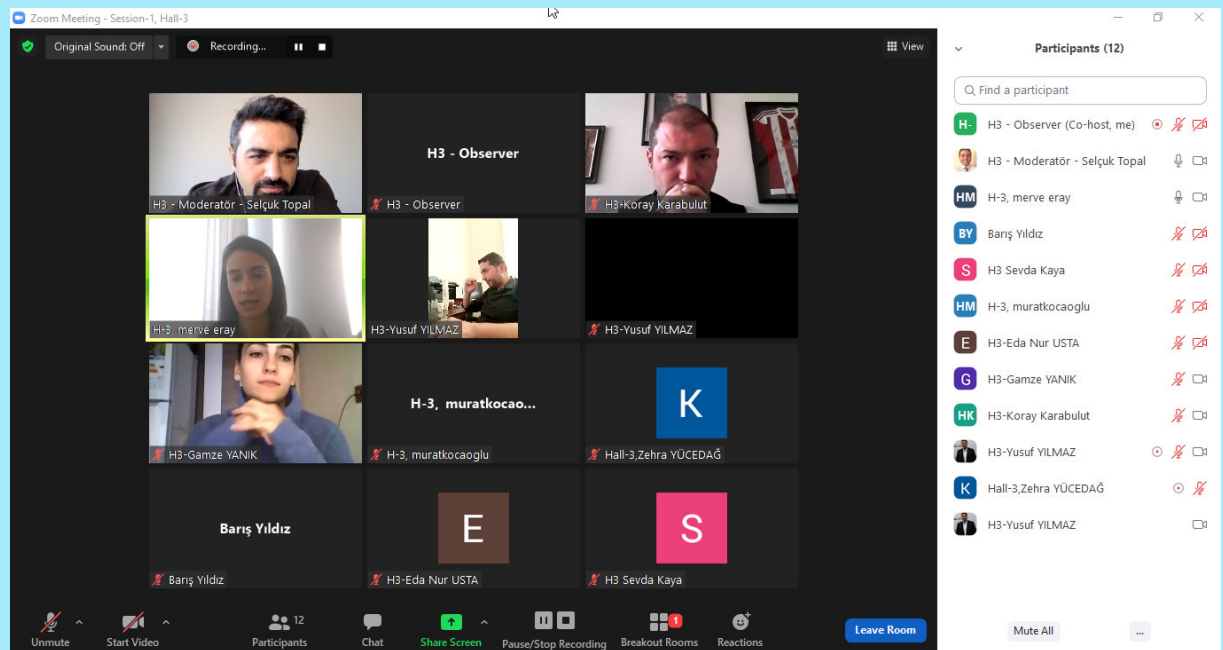 Zoom Meeting - Session-1, Hall-3
Original Sound: Off
Recording...
View
H3 - Moderatör - Selçuk Topal
H3 - Observer
H3 - Observer
H3-Koray Karabulut
H-3, merve eray
H3-Yusuf YILMAZ
H3-Yusuf YILMAZ
H3-Gamze YANIK
H-3, muratkocao...
H-3, muratkocaoglu
K
Hall-3,Zehra YÜCEDAĞ
Barış Yıldız
Barış Yıldız
E
H3-Eda Nur USTA
S
H3 Sevda Kaya
Unmute
Start Video
12
Participants
Chat
Share Screen
Pause/Stop Recording
1
Breakout Rooms
Reactions
Leave Room
Participants (12)
Find a participant
H- H3 - Observer (Co-host, me)
H3 - Moderatör - Selçuk Topal
HM H-3, merve eray
BY Barış Yıldız
S H3 Sevda Kaya
HM H-3, muratkocaoglu
E H3-Eda Nur USTA
G H3-Gamze YANIK
HK H3-Koray Karabulut
H3-Yusuf YILMAZ
K Hall-3,Zehra YÜCEDAĞ
H3-Yusuf YILMAZ
Mute All
...